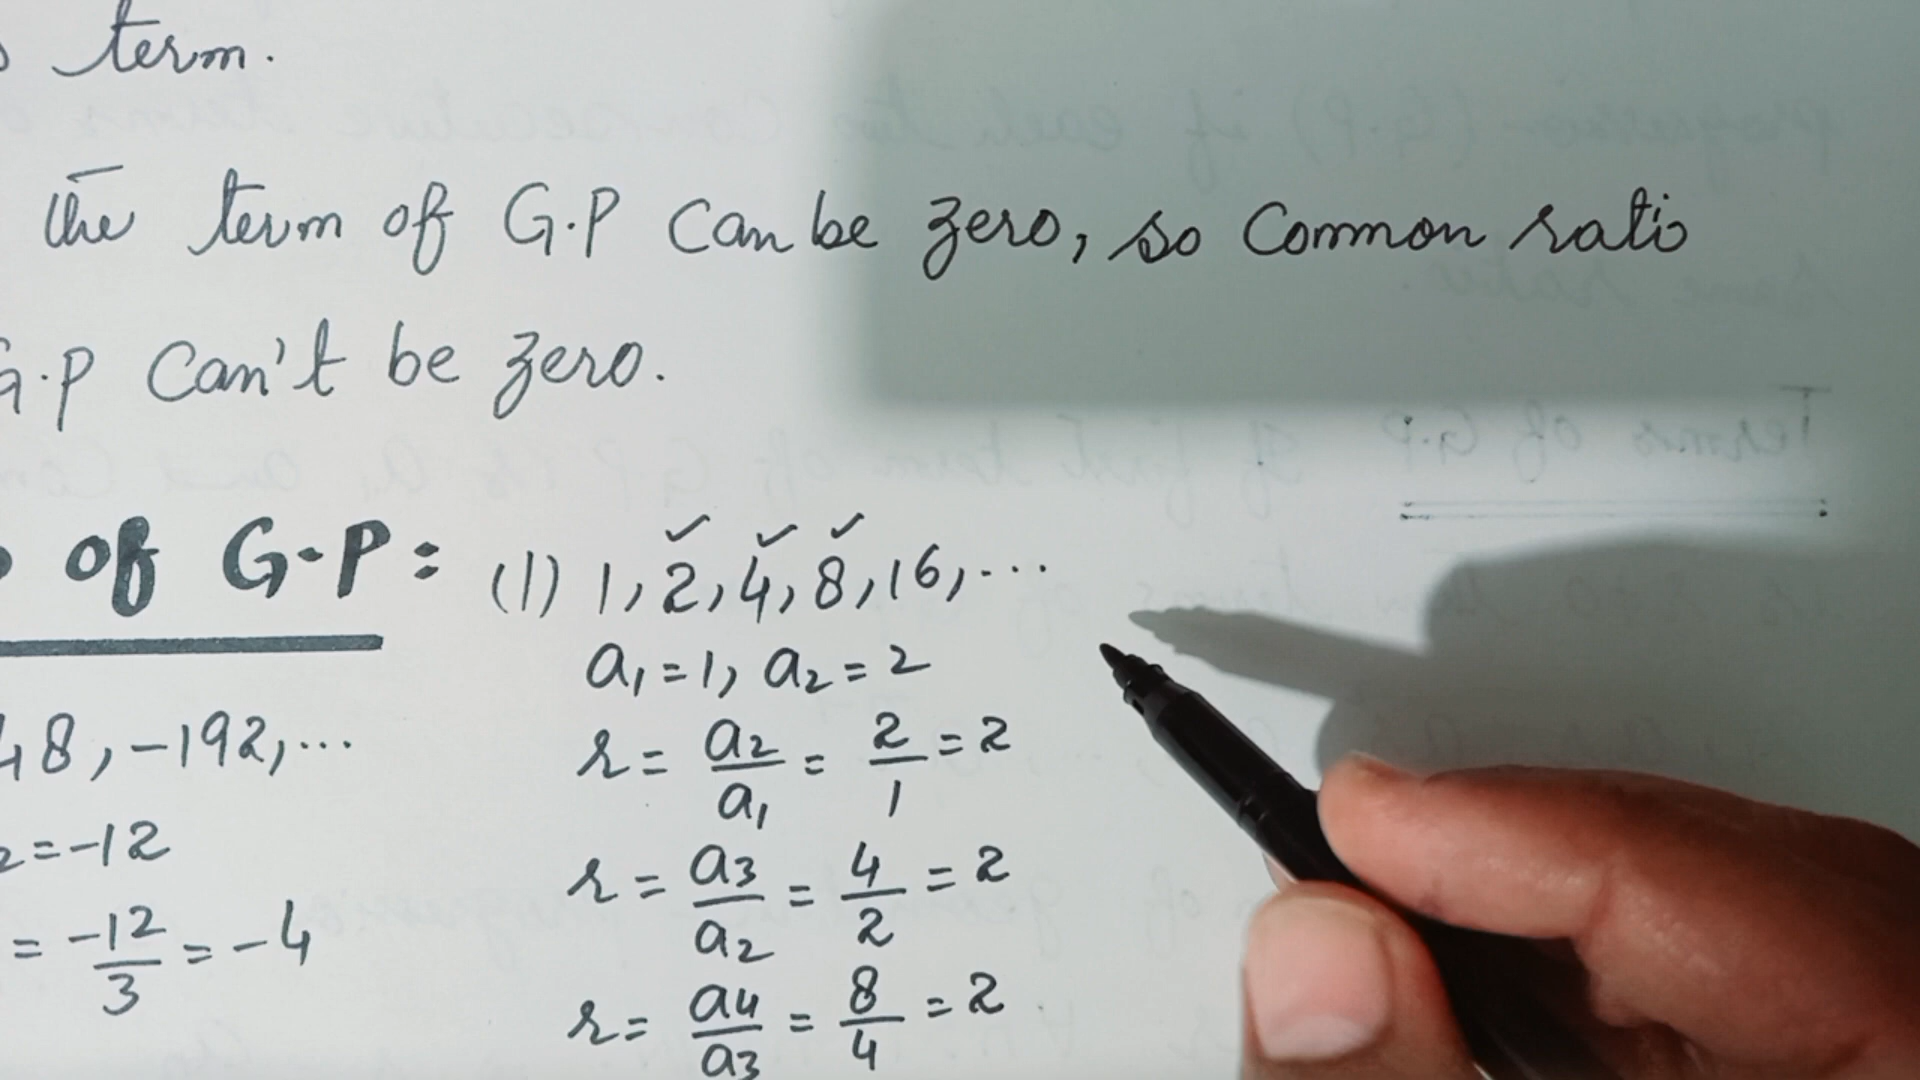 term.
the term of G.P can be zero, so Common ratio
G.P can't be zero.
of G.P: (1) 1, 2, 4, 8, 16, ...
a₁ = 1, a₂ = 2
48, -192, ...
r = a₂/a₁ = 2/1 = 2
2 = -12
r = a₃/a₂ = 4/2 = 2
= -12/3 = -4
r = a₄/a₃ = 8/4 = 2